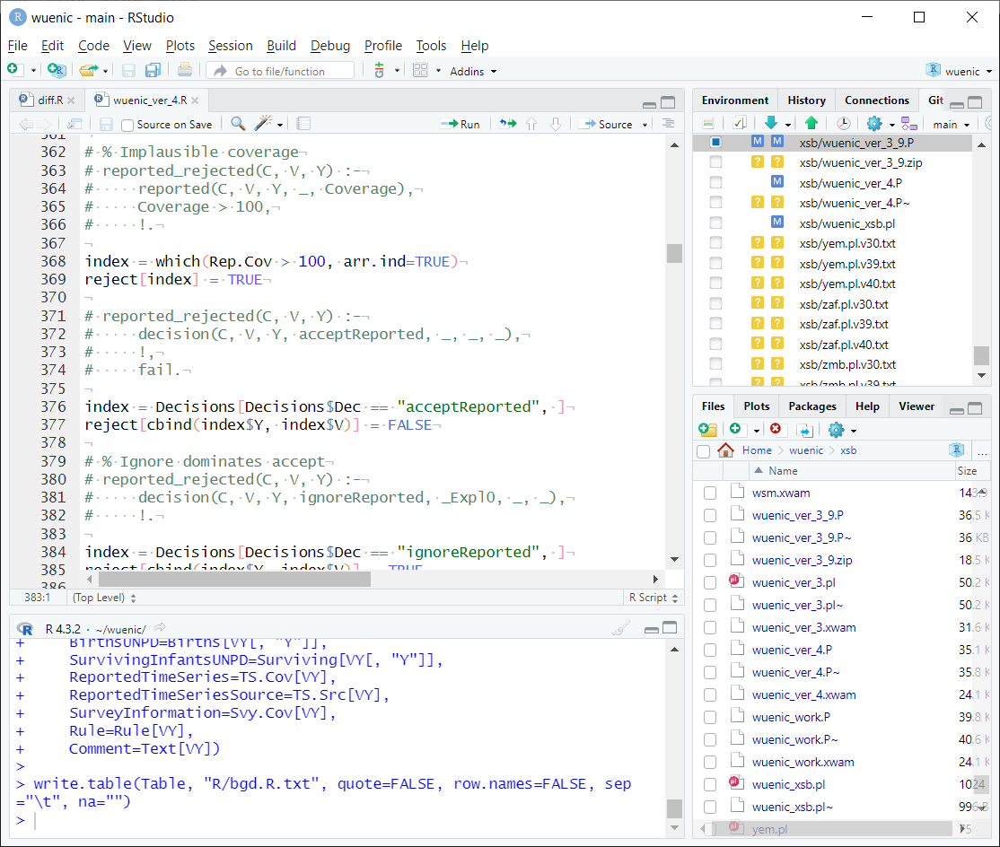 wuenic - main - RStudio
File Edit Code View Plots Session Build Debug Profile Tools Help
Go to file/function Addins wuenic
diff.R wuenic_ver_4.R
Source on Save Run Source
361
362 # % Implausible coverage¬
363 # reported_rejected(C, V, Y) :-¬
364 # ·····reported(C, V, Y, _, Coverage),¬
365 # ·····Coverage > 100,¬
366 # ·····!.¬
367 ¬
368 index = which(Rep.Cov > 100, arr.ind=TRUE)¬
369 reject[index] = TRUE¬
370 ¬
371 # reported_rejected(C, V, Y) :-¬
372 # ·····decision(C, V, Y, acceptReported, _, _, _),¬
373 # ·····!,¬
374 # ·····fail.¬
375 ¬
376 index = Decisions[Decisions$Dec == "acceptReported", ]¬
377 reject[cbind(index$Y, index$V)] = FALSE¬
378 ¬
379 # % Ignore dominates accept¬
380 # reported_rejected(C, V, Y) :-¬
381 # ·····decision(C, V, Y, ignoreReported, _Expl0, _, _),¬
382 # ·····!.¬
383 ¬
384 index = Decisions[Decisions$Dec == "ignoreReported", ]¬
385 reject[cbind(index$Y, index$V)] = TRUE
386
383:1 (Top Level) R Script
R 4.3.2 · ~/wuenic/
+ BirthsUNPD=Births[VY[, "Y"]],
+ SurvivingInfantsUNPD=Surviving[VY[, "Y"]],
+ ReportedTimeSeries=TS.Cov[VY],
+ ReportedTimeSeriesSource=TS.Src[VY],
+ SurveyInformation=Svy.Cov[VY],
+ Rule=Rule[VY],
+ Comment=Text[VY])
>
> write.table(Table, "R/bgd.R.txt", quote=FALSE, row.names=FALSE, sep
="\t", na="")
>
Environment History Connections Git
main
M M xsb/wuenic_ver_3_9.P
? ? xsb/wuenic_ver_3_9.zip
M xsb/wuenic_ver_4.P
? ? xsb/wuenic_ver_4.P~
M xsb/wuenic_xsb.pl
? ? xsb/yem.pl.v30.txt
? ? xsb/yem.pl.v39.txt
? ? xsb/yem.pl.v40.txt
? ? xsb/zaf.pl.v30.txt
? ? xsb/zaf.pl.v39.txt
? ? xsb/zaf.pl.v40.txt
? ? xsb/zmb.pl.v30.txt
? ? xsb/zmb.pl.v39.txt
Files Plots Packages Help Viewer
Home wuenic xsb ...
Name Size
wsm.xwam 143.9
wuenic_ver_3_9.P 36.5 K
wuenic_ver_3_9.P~ 36 KB
wuenic_ver_3_9.zip 18.5 K
wuenic_ver_3.pl 50.2 K
wuenic_ver_3.pl~ 50.2 K
wuenic_ver_3.xwam 31.6 K
wuenic_ver_4.P 35.1 K
wuenic_ver_4.P~ 35.8 K
wuenic_ver_4.xwam 24.1 K
wuenic_work.P 39.8 K
wuenic_work.P~ 40.6 K
wuenic_work.xwam 24.1 K
wuenic_xsb.pl 1024
wuenic_xsb.pl~ 996 B
yem.pl